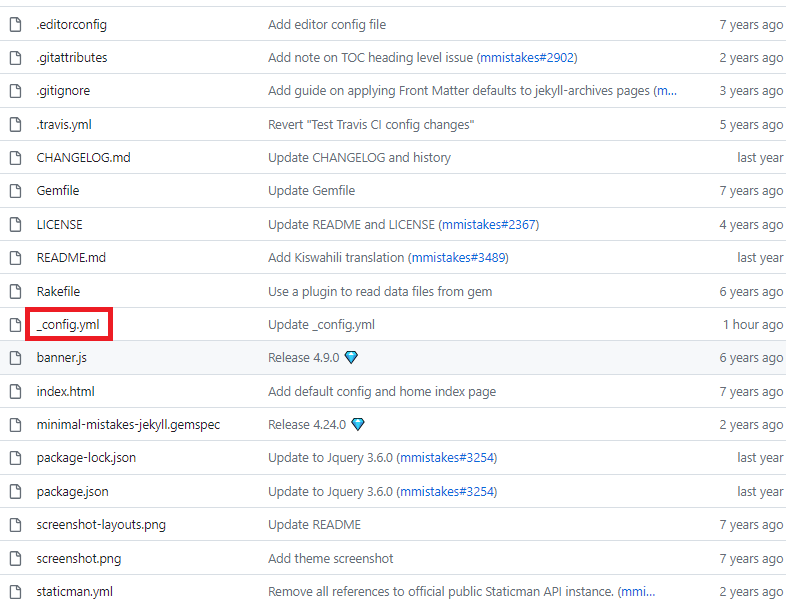 .editorconfig Add editor config file 7 years ago
.gitattributes Add note on TOC heading level issue (mmistakes#2902) 2 years ago
.gitignore Add guide on applying Front Matter defaults to jekyll-archives pages (m... 3 years ago
.travis.yml Revert "Test Travis CI config changes" 5 years ago
CHANGELOG.md Update CHANGELOG and history last year
Gemfile Update Gemfile 7 years ago
LICENSE Update README and LICENSE (mmistakes#2367) 4 years ago
README.md Add Kiswahili translation (mmistakes#3489) last year
Rakefile Use a plugin to read data files from gem 6 years ago
_config.yml Update _config.yml 1 hour ago
banner.js Release 4.9.0 💎 6 years ago
index.html Add default config and home index page 7 years ago
minimal-mistakes-jekyll.gemspec Release 4.24.0 💎 2 years ago
package-lock.json Update to Jquery 3.6.0 (mmistakes#3254) last year
package.json Update to Jquery 3.6.0 (mmistakes#3254) last year
screenshot-layouts.png Update README 7 years ago
screenshot.png Add theme screenshot 7 years ago
staticman.yml Remove all references to official public Staticman API instance. (mmi... 2 years ago